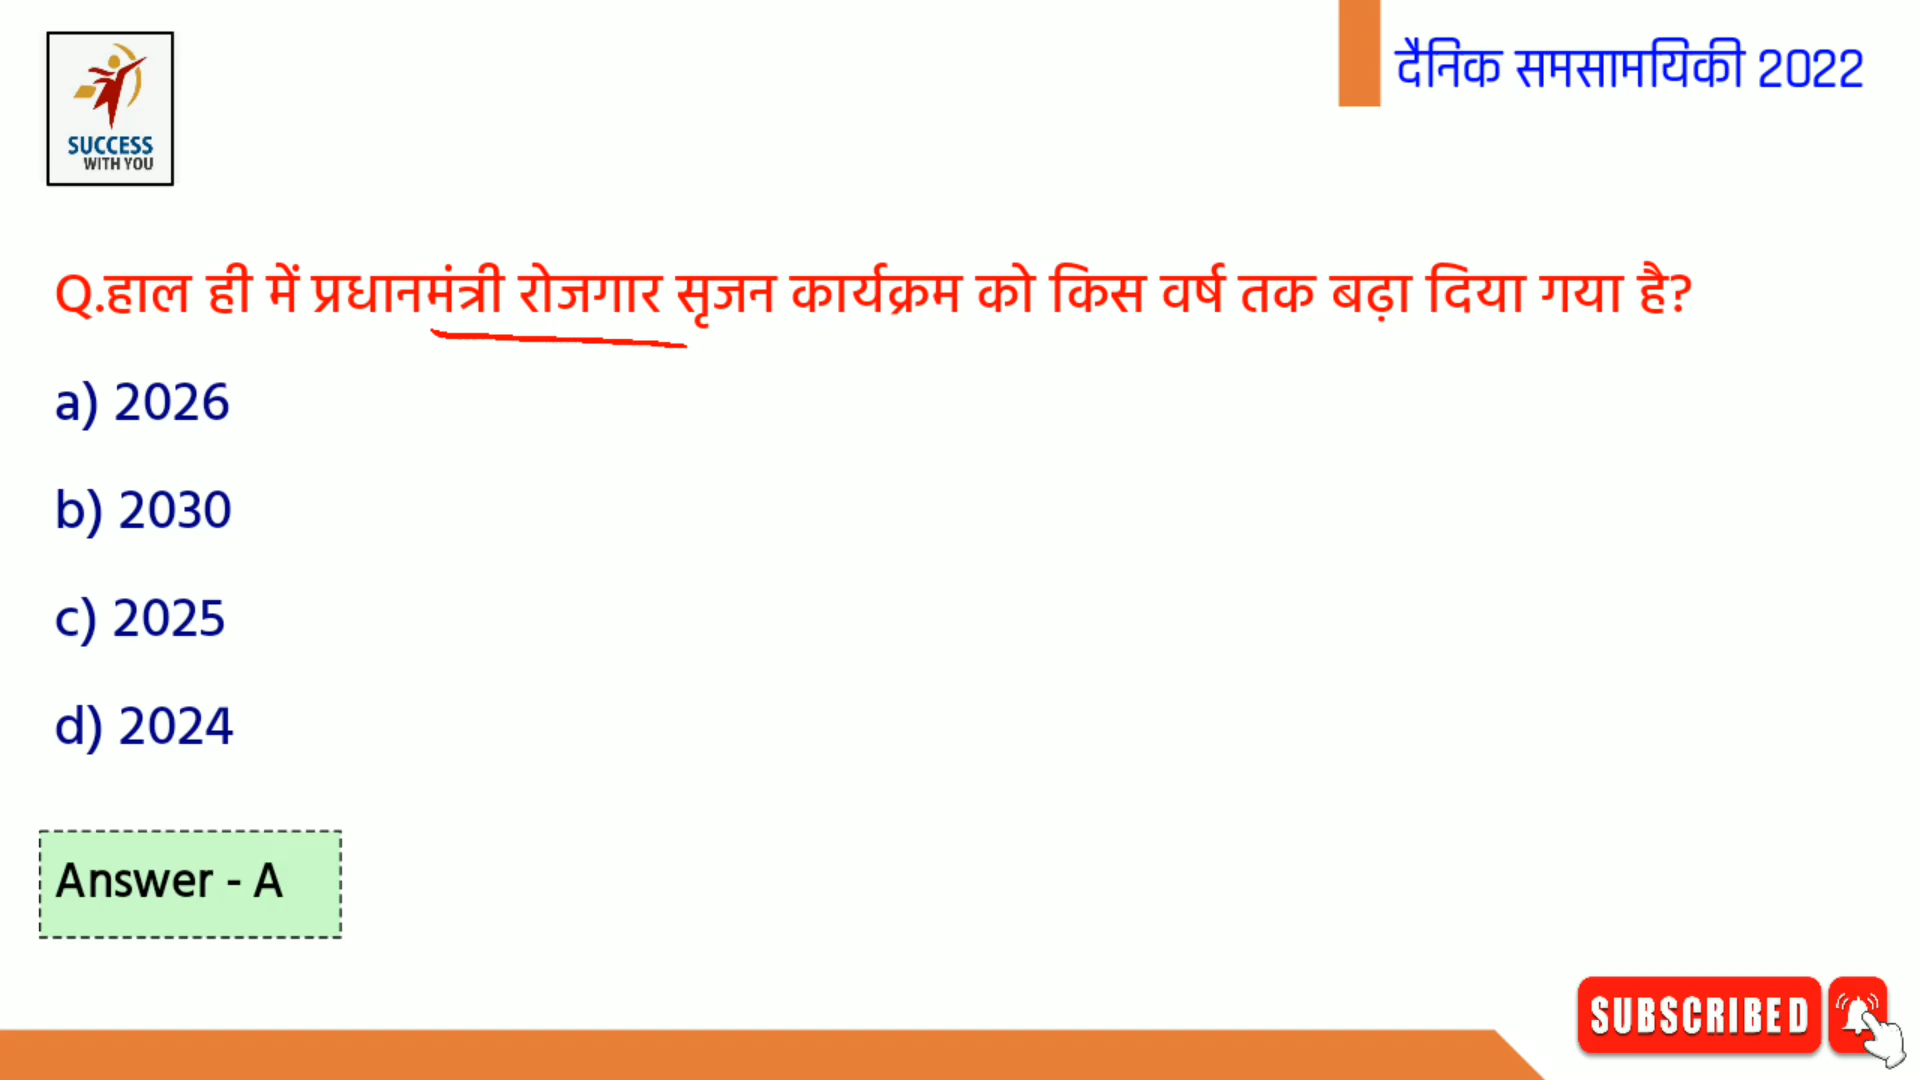 SUCCESS
WITH YOU
दैनिक समसामयिकी 2022
Q.हाल ही में प्रधानमंत्री रोजगार सृजन कार्यक्रम को किस वर्ष तक बढ़ा दिया गया है?
a) 2026
b) 2030
c) 2025
d) 2024
Answer - A
SUBSCRIBED